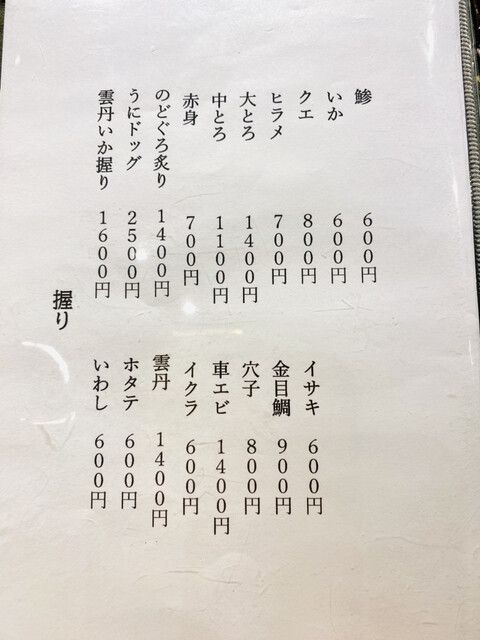 鯵 600円
いか 600円
クエ 800円
ヒラメ 700円
大とろ 1400円
中とろ 1100円
赤身 700円
のどぐろ炙り 1400円
うにドッグ 2500円
雲丹いか握り 1600円
イサキ 600円
金目鯛 900円
穴子 800円
車エビ 1400円
イクラ 600円
雲丹 1400円
ホタテ 600円
いわし 600円
握り